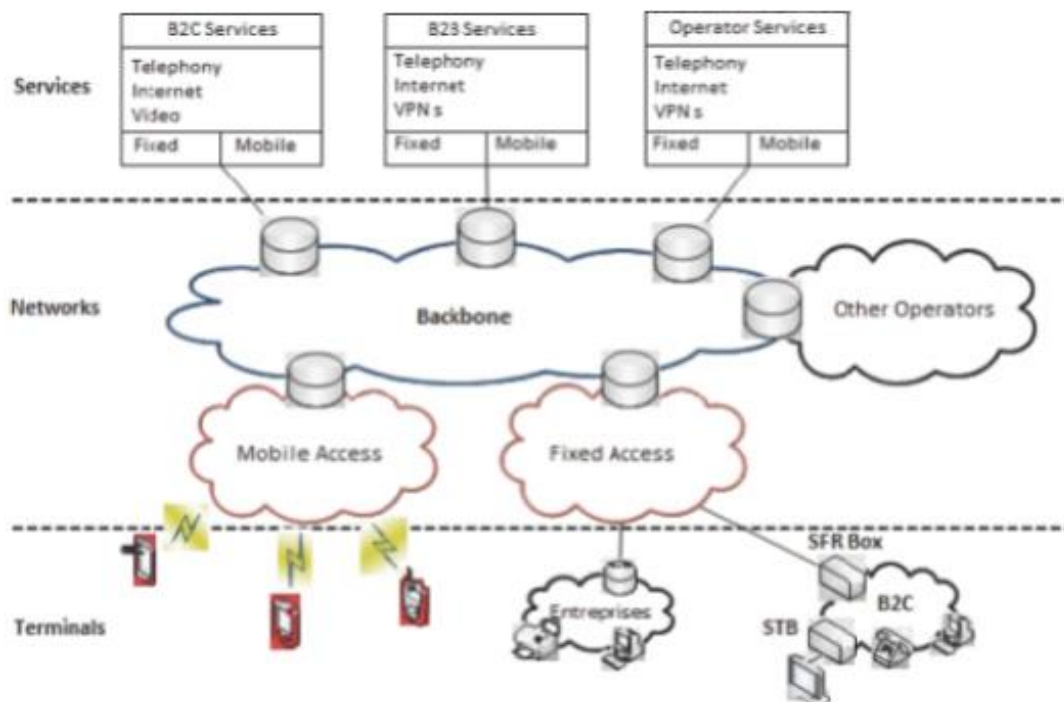 B2C Services
Telephony
Internet
Video
Fixed
Mobile
B2B Services
Telephony
Internet
VPN s
Fixed
Mobile
Operator Services
Telephony
Internet
VPN s
Fixed
Mobile
Services
Networks
Backbone
Other Operators
Mobile Access
Fixed Access
Terminals
Entreprises
SFR Box
B2C
STB